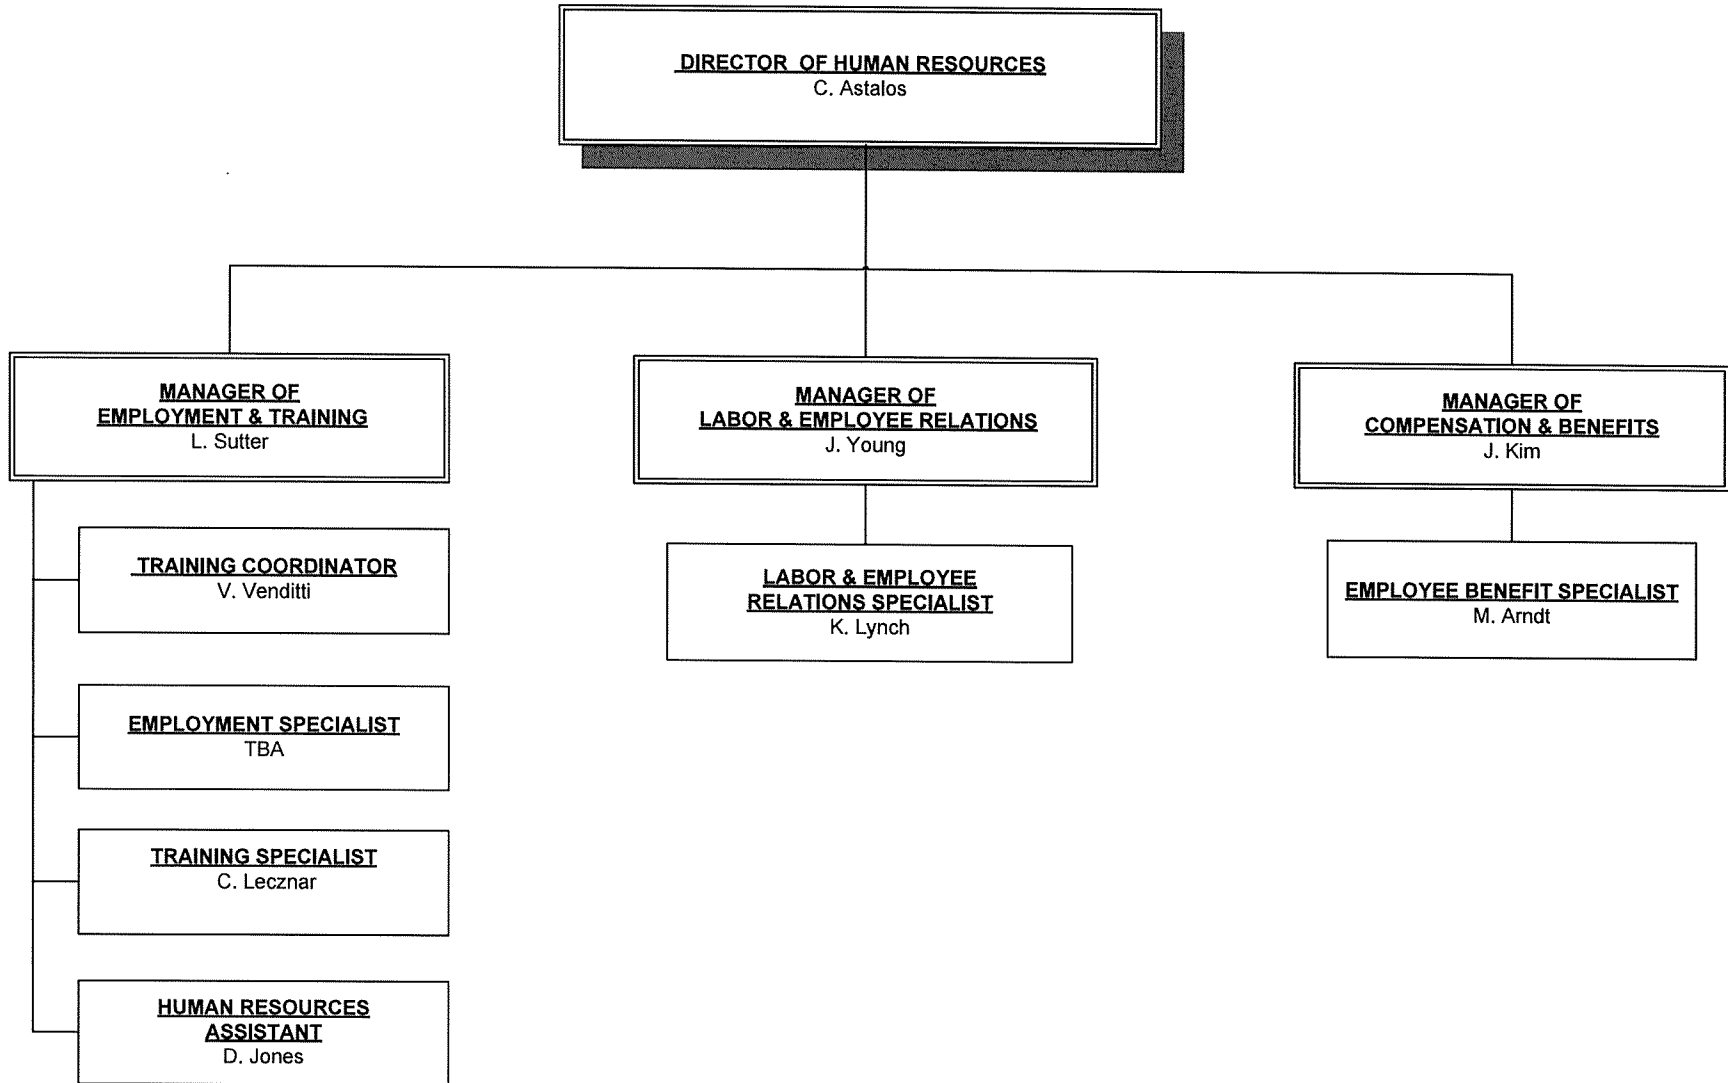 DIRECTOR OF HUMAN RESOURCES
C. Astalos
MANAGER OF
EMPLOYMENT & TRAINING
L. Sutter
MANAGER OF
LABOR & EMPLOYEE RELATIONS
J. Young
MANAGER OF
COMPENSATION & BENEFITS
J. Kim
TRAINING COORDINATOR
V. Venditti
LABOR & EMPLOYEE
RELATIONS SPECIALIST
K. Lynch
EMPLOYEE BENEFIT SPECIALIST
M. Arndt
EMPLOYMENT SPECIALIST
TBA
TRAINING SPECIALIST
C. Lecznar
HUMAN RESOURCES
ASSISTANT
D. Jones